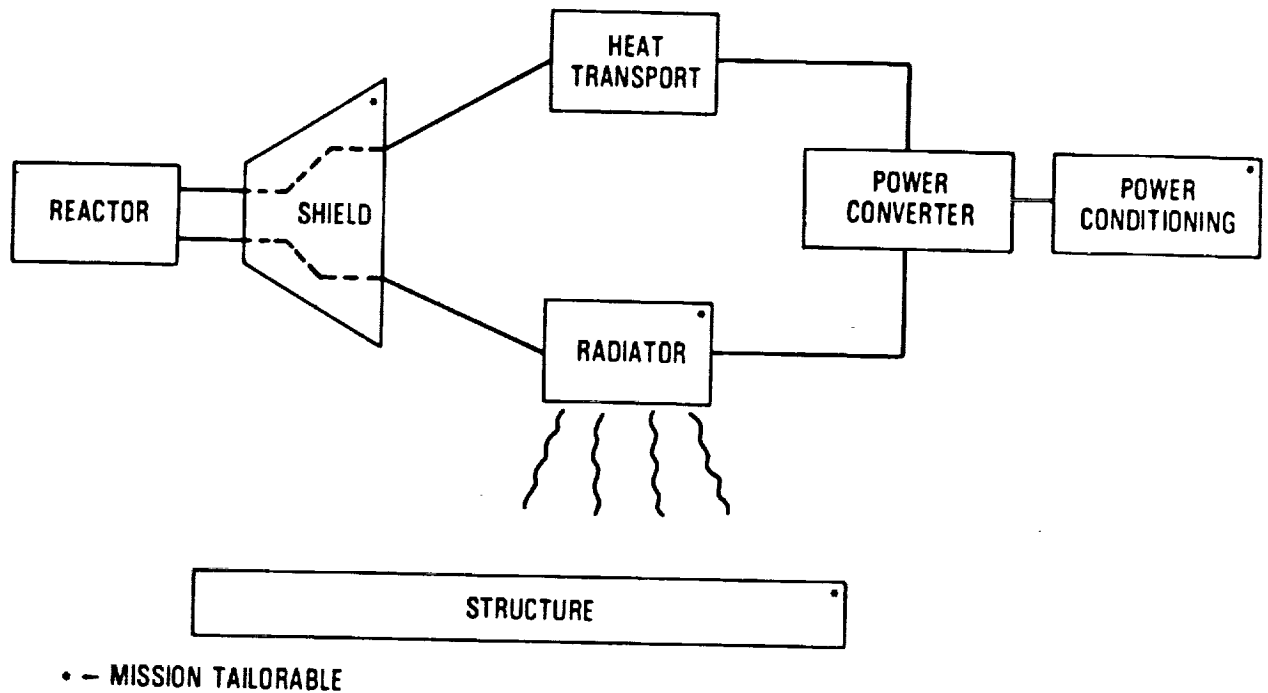 HEAT
TRANSPORT
REACTOR
SHIELD
POWER
CONVERTER
POWER
CONDITIONING
RADIATOR
STRUCTURE
• – MISSION TAILORABLE